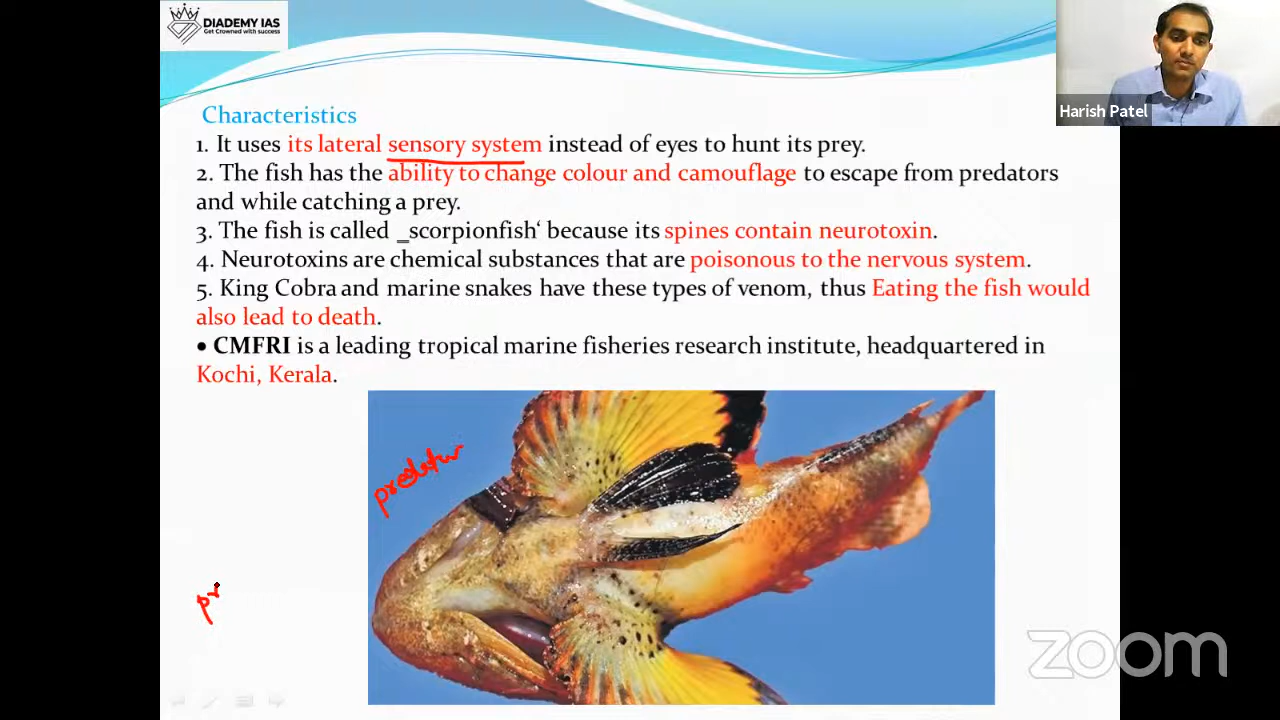 DIADEMY IAS
Get Crowned with success
Harish Patel
Characteristics
1. It uses its lateral sensory system instead of eyes to hunt its prey.
2. The fish has the ability to change colour and camouflage to escape from predators
and while catching a prey.
3. The fish is called ‗scorpionfish‘ because its spines contain neurotoxin.
4. Neurotoxins are chemical substances that are poisonous to the nervous system.
5. King Cobra and marine snakes have these types of venom, thus Eating the fish would
also lead to death.
• CMFRI is a leading tropical marine fisheries research institute, headquartered in
Kochi, Kerala.
predator
pr
zoom